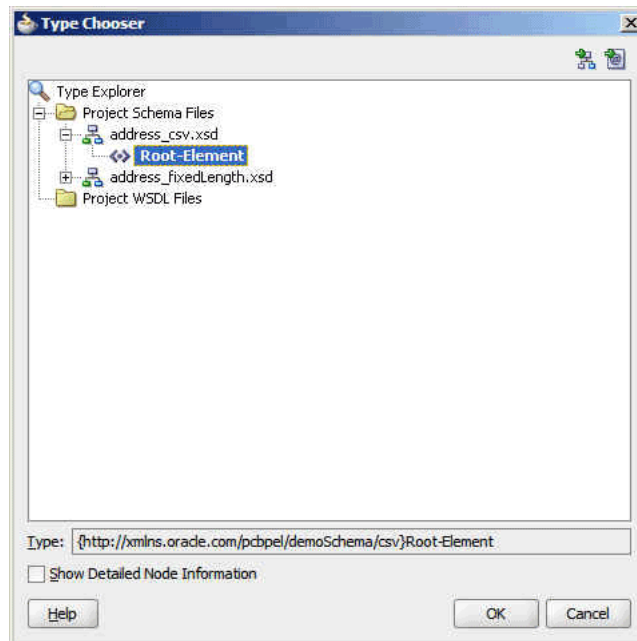 Type Chooser
Type Explorer
Project Schema Files
address_csv.xsd
Root-Element
address_fixedLength.xsd
Project WSDL Files
Type: {http://xmlns.oracle.com/pcbpel/demoSchema/csv}Root-Element
Show Detailed Node Information
Help OK Cancel